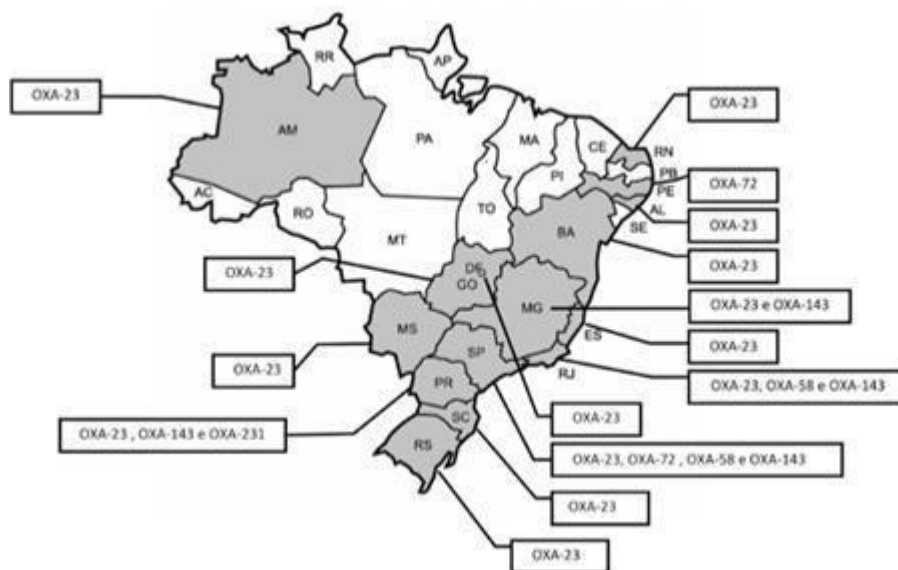 RR
AP
OXA-23
AM
PA
MA
CE
RN
OXA-23
PI
PB
PE
OXA-72
AC
RO
TO
AL
SE
OXA-23
MT
BA
OXA-23
OXA-23
DF
GO
MG
OXA-23 e OXA-143
MS
ES
OXA-23
SP
OXA-23
RJ
OXA-23, OXA-58 e OXA-143
PR
OXA-23 , OXA-143 e OXA-231
SC
OXA-23
RS
OXA-23, OXA-72 , OXA-58 e OXA-143
OXA-23
OXA-23